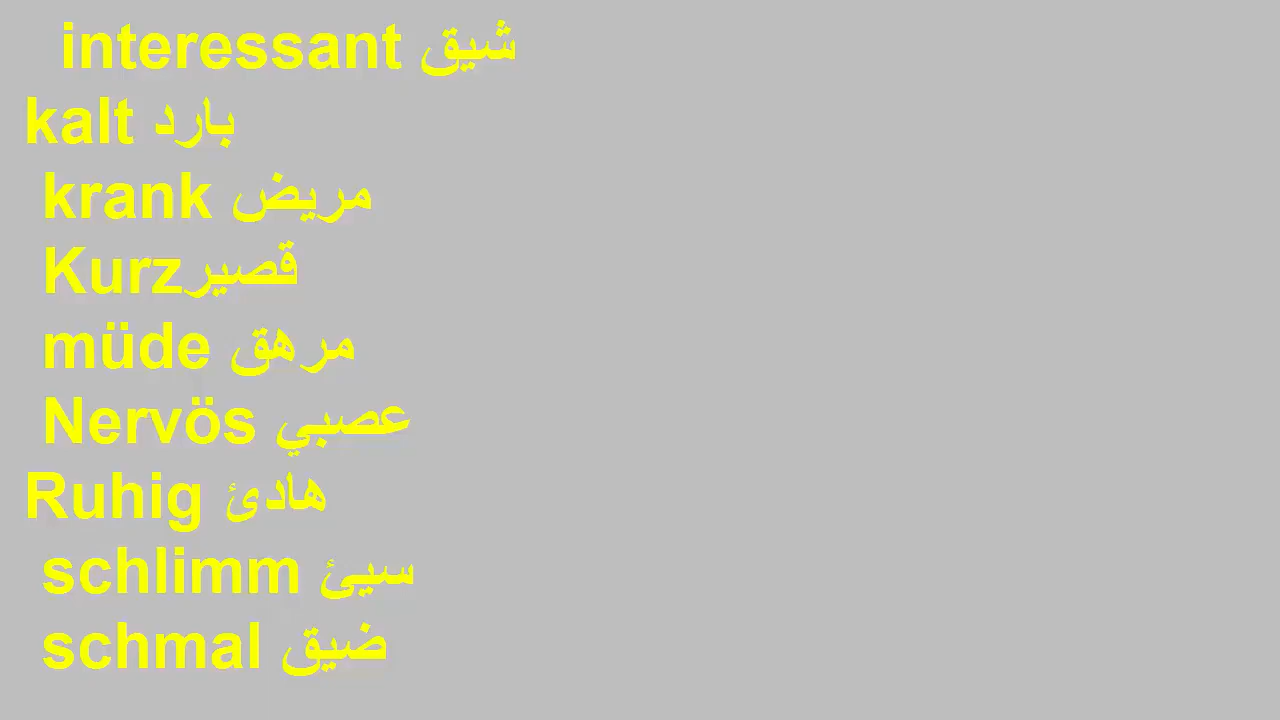 interessant شيق
kalt بارد
krank مريض
Kurzقصير
müde مرهق
Nervös عصبي
Ruhig هادئ
schlimm سيئ
schmal ضيق